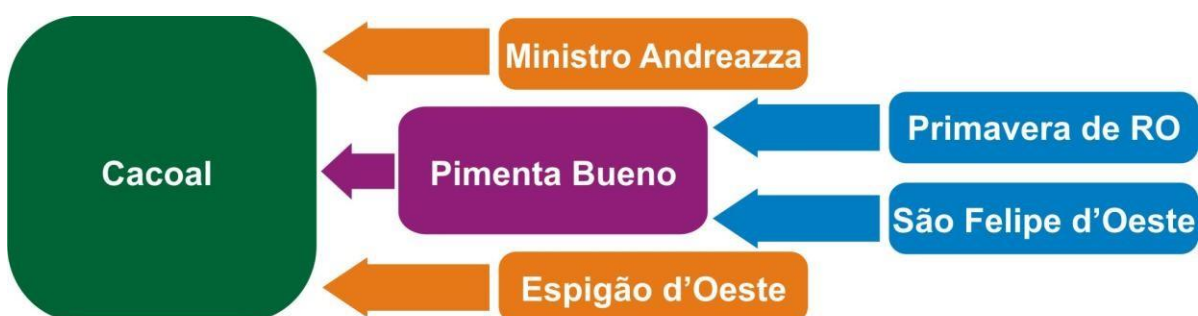 Ministro Andreazza
Primavera de RO
Cacoal
Pimenta Bueno
São Felipe d’Oeste
Espigão d’Oeste